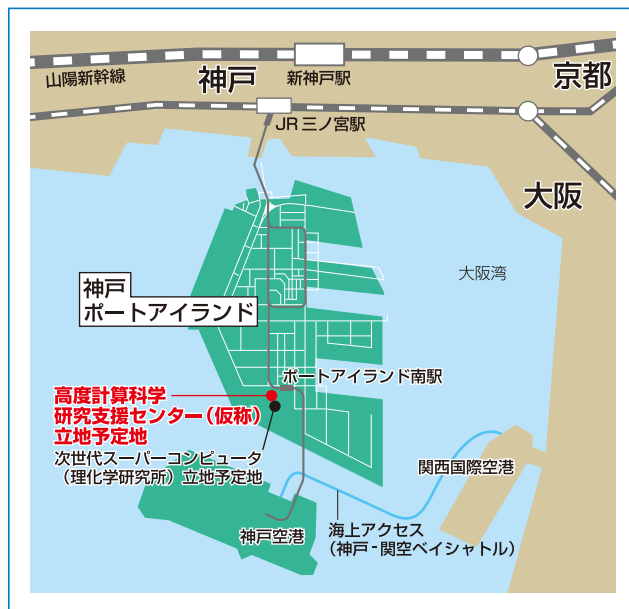 山陽新幹線
神戸
新神戸駅
京都
JR三ノ宮駅
大阪
大阪湾
神戸
ポートアイランド
ポートアイランド南駅
高度計算科学
研究支援センター(仮称)
立地予定地
次世代スーパーコンピュータ
(理化学研究所)立地予定地
関西国際空港
神戸空港
海上アクセス
(神戸-関空ベイシャトル)